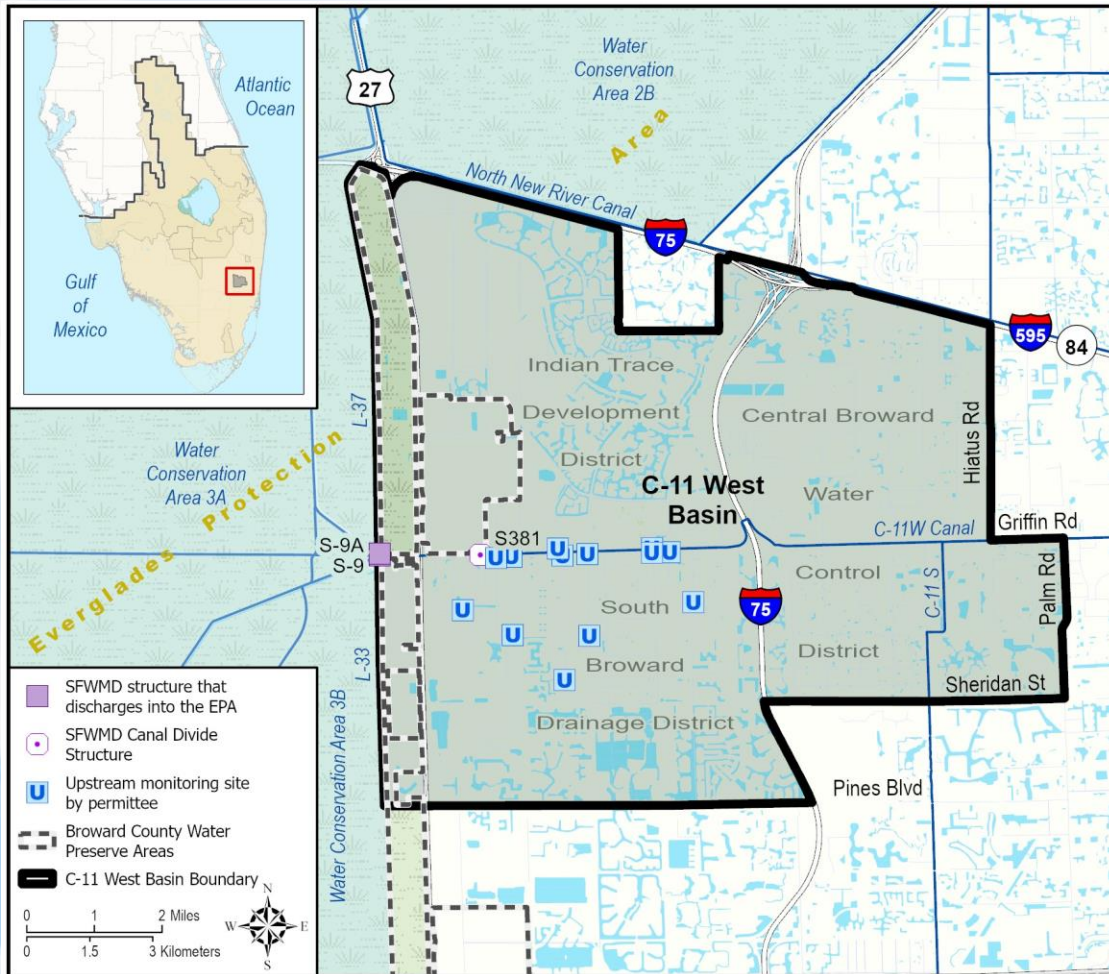 Atlantic
Ocean
Gulf
of
Mexico
27
Water
Conservation
Area 2B
Area
North New River Canal
75
595
84
Indian Trace
Development
District
Central Broward
Water
Control
District
C-11 West
Basin
Hiatus Rd
L-37
Water
Conservation
Area 3A
Everglades Protection
S-9A
S-9
S381
C-11W Canal
Griffin Rd
Palm Rd
C-11 S
75
South
Broward
Drainage District
Sheridan St
L-33
Water Conservation Area 3B
Pines Blvd
U
U
U
U
U
U
U
U
U
U
U
U
SFWMD structure that
discharges into the EPA
SFWMD Canal Divide
Structure
U
Upstream monitoring site
by permittee
Broward County Water
Preserve Areas
C-11 West Basin Boundary
0 1 2 Miles
0 1.5 3 Kilometers
N
W
E
S